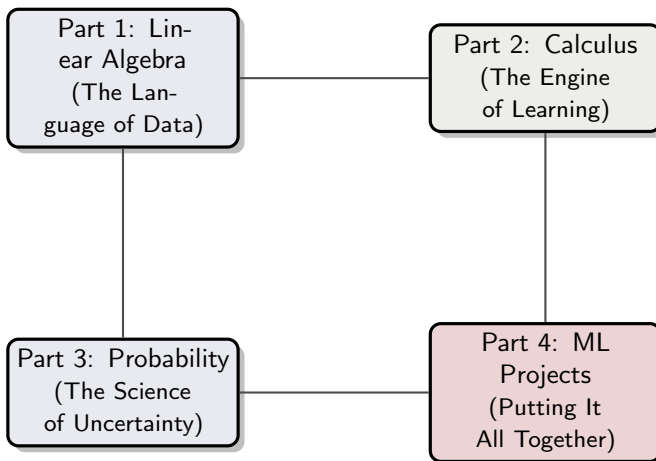 Part 1: Lin-
ear Algebra
(The Lan-
guage of Data)
Part 2: Calculus
(The Engine
of Learning)
Part 3: Probability
(The Science
of Uncertainty)
Part 4: ML
Projects
(Putting It
All Together)